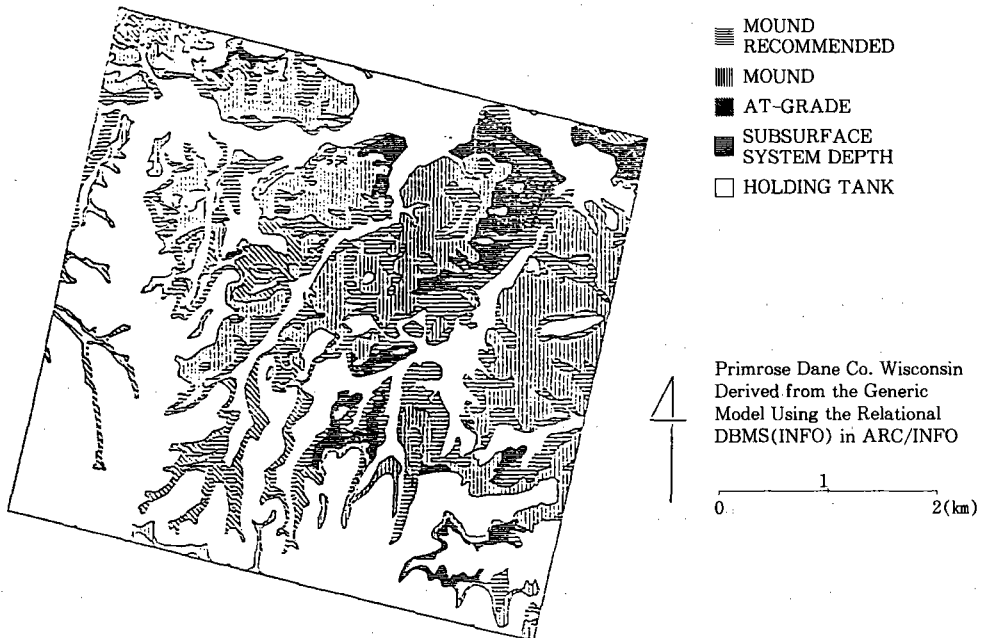 MOUND
RECOMMENDED
MOUND
AT-GRADE
SUBSURFACE
SYSTEM DEPTH
HOLDING TANK
Primrose Dane Co. Wisconsin
Derived from the Generic
Model Using the Relational
DBMS(INFO) in ARC/INFO
1
0 2(km)